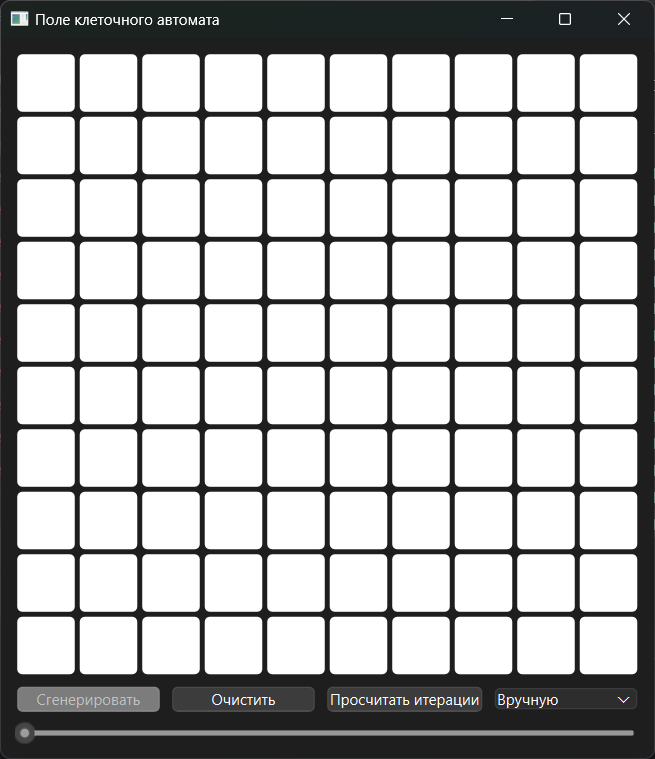 Поле клеточного автомата
Сгенерировать Очистить Просчитать итерации Вручную